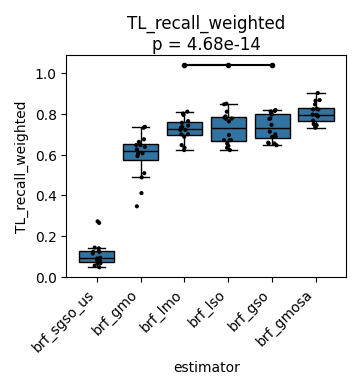 TL_recall_weighted
p = 4.68e-14
TL_recall_weighted
1.0
0.8
0.6
0.4
0.2
0.0
brf_sgso_us
brf_gmo
brf_lmo
brf_lso
brf_gso
brf_gmosa
estimator